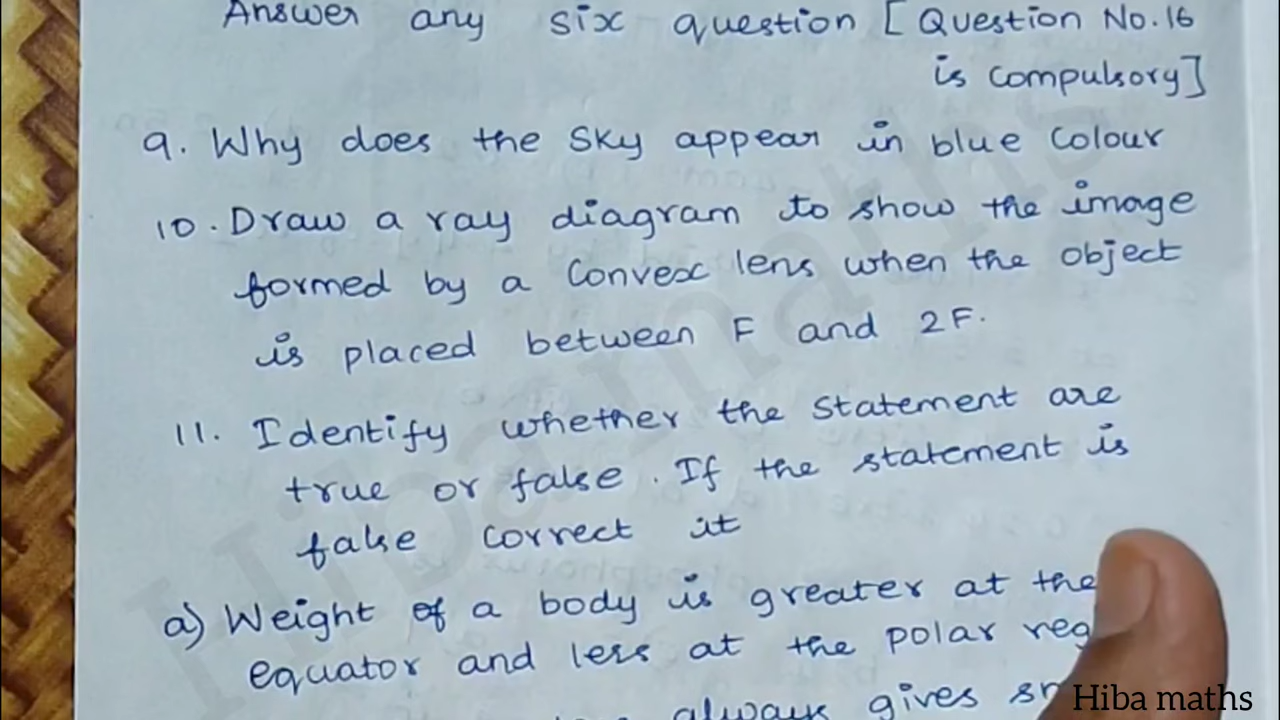 Answer any six question [Question No.16
is compulsory]
9. Why does the Sky appear in blue Colour
10. Draw a ray diagram to show the image
formed by a Convex lens when the object
is placed between F and 2F.
11. Identify whether the Statement are
true or false. If the statement is
false correct it
a) Weight of a body is greater at the
equator and less at the polar
always gives
Hiba maths
Hiba maths